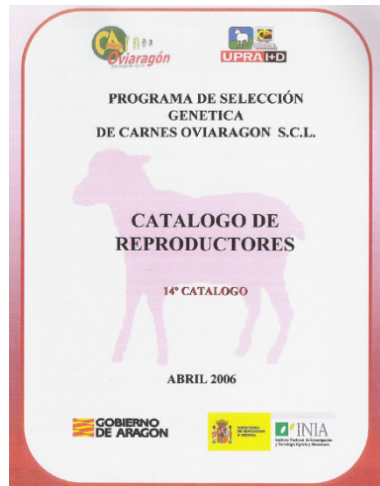 Oviaragón
UPRA I+D
PROGRAMA DE SELECCIÓN
GENETICA
DE CARNES OVIARAGON S.C.L.
CATALOGO DE
REPRODUCTORES
14º CATALOGO
ABRIL 2006
GOBIERNO
DE ARAGON
INIA